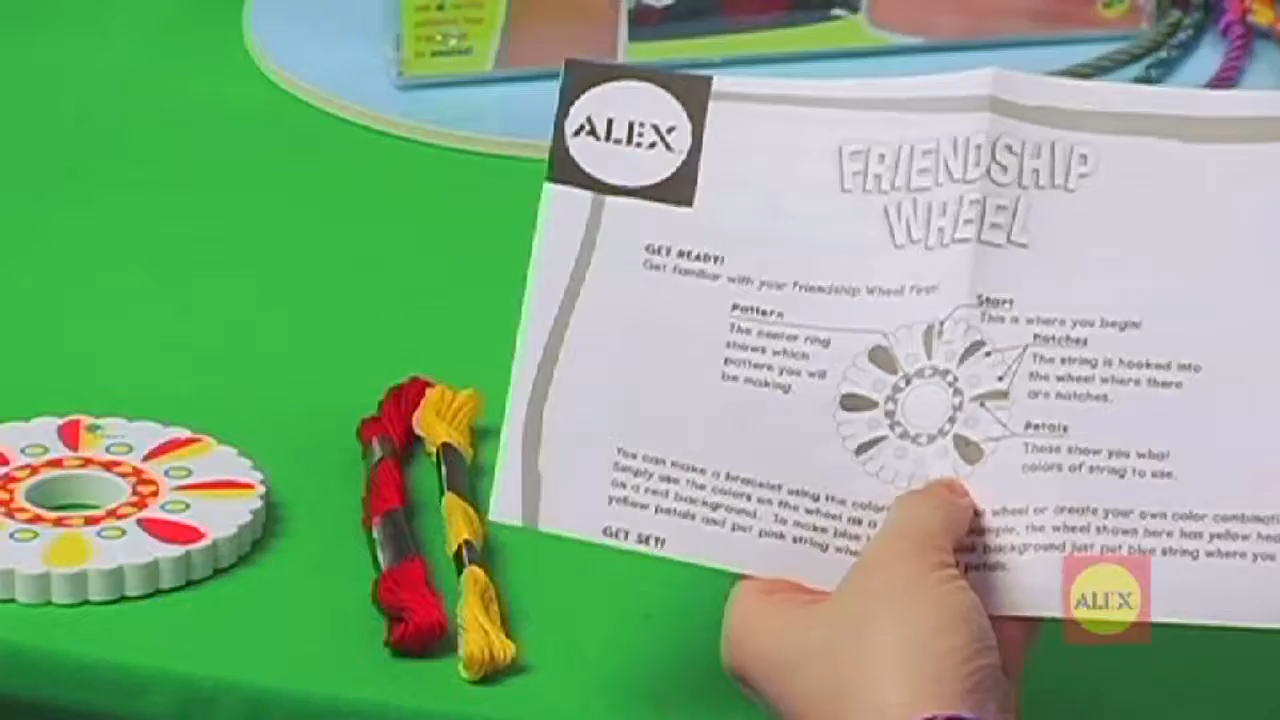 ALEX
FRIENDSHIP
WHEEL
GET READY!
Get familiar with your Friendship Wheel first!
Pattern
The center ring
shows which
pattern you will
be making.
Start
This is where you begin!
Notches
The string is hooked into
the wheel where there
are notches.
Petals
These show you what
colors of string to use.
You can make a bracelet using the colors wheel or create your own color
Simply use the colors on the wheel as a the wheel shown here has yellow
on a red background. To make blue background just put blue string where you
yellow petals and put pink string petals.
GET SET!
ALEX